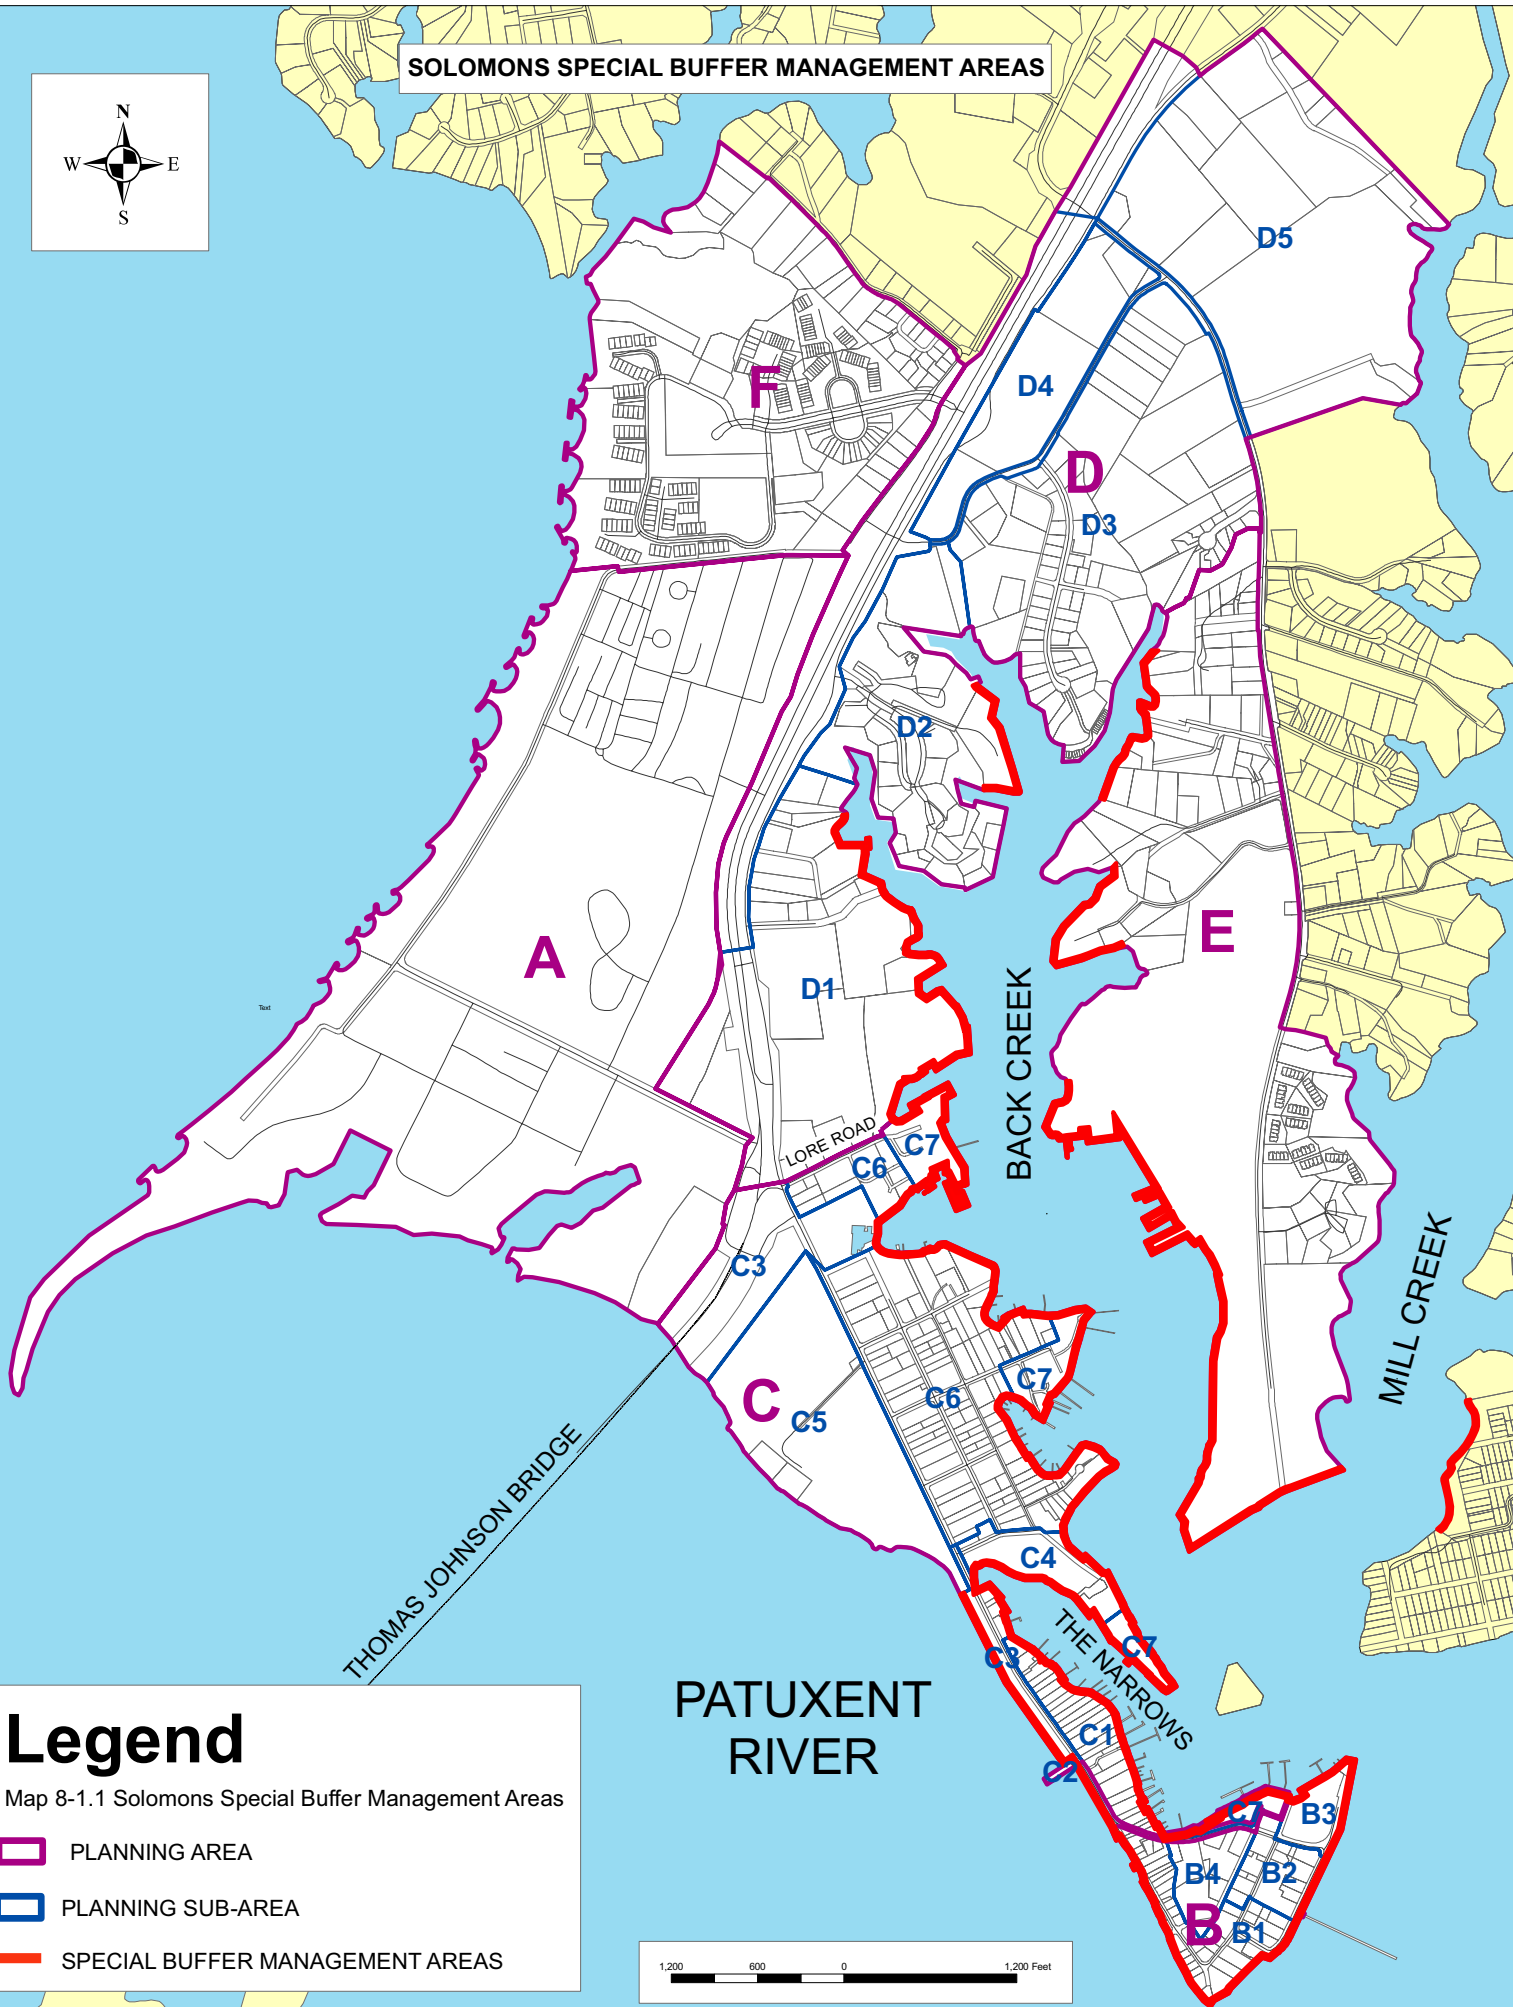 SOLOMONS SPECIAL BUFFER MANAGEMENT AREAS
N
W E
S
D5
F
D4
D
D3
D2
A
E
D1
Text
BACK CREEK
LORE ROAD
C7
C6
C3
MILL CREEK
C7
C6
C
C5
THOMAS JOHNSON BRIDGE
C4
THE NARROWS
C7
C3
C1
C2
PATUXENT
RIVER
C7
B3
B4
B2
B
B1
Legend
Map 8-1.1 Solomons Special Buffer Management Areas
PLANNING AREA
PLANNING SUB-AREA
SPECIAL BUFFER MANAGEMENT AREAS
1,200 600 0 1,200 Feet